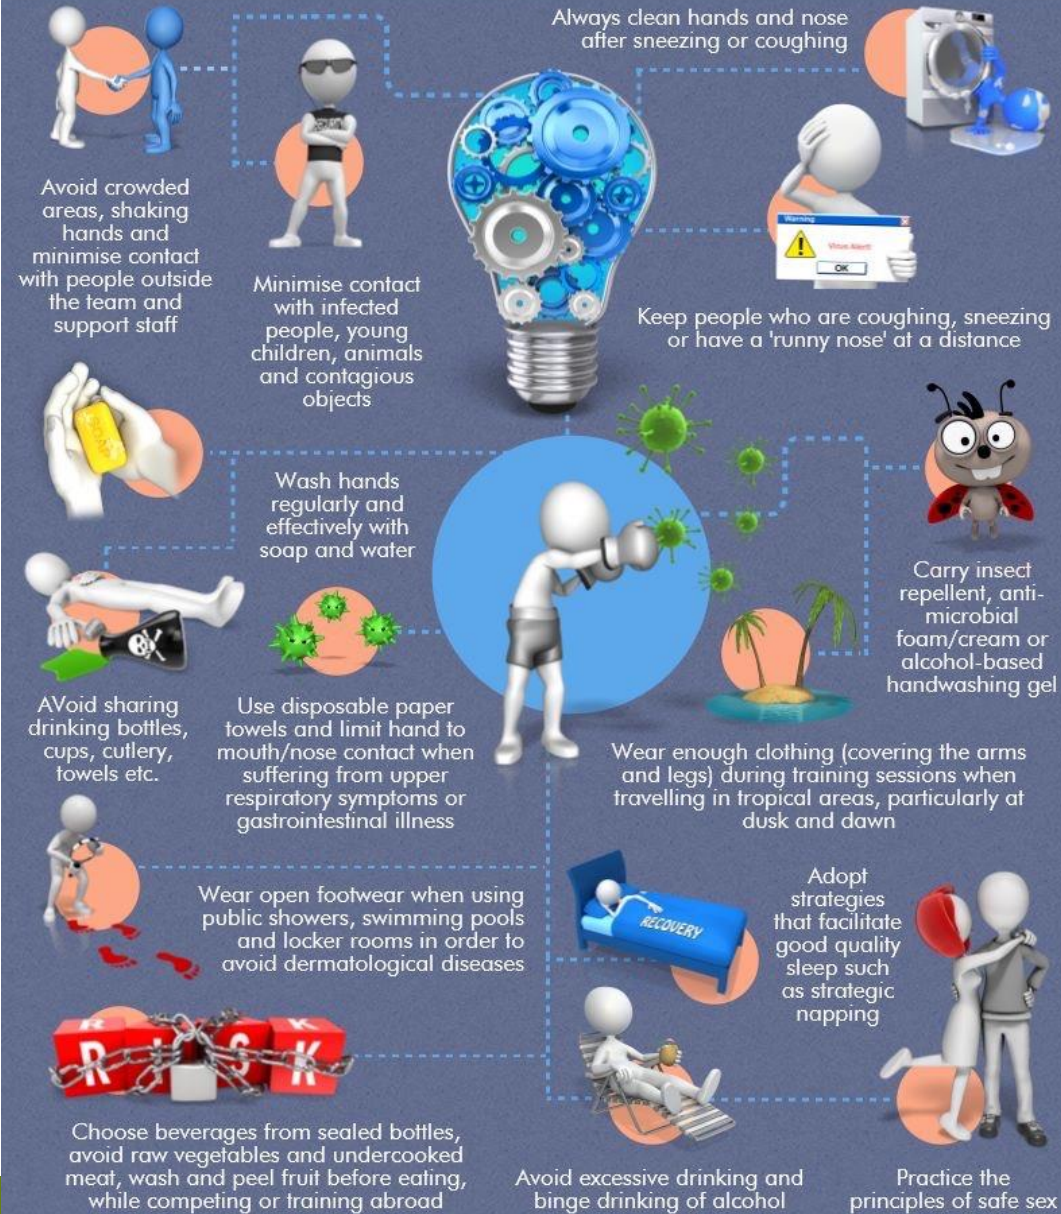 Always clean hands and nose
after sneezing or coughing
SECURITY
Avoid crowded
areas, shaking
hands and
minimise contact
with people outside
the team and
support staff
Minimise contact
with infected
people, young
children, animals
and contagious
objects
Warning
Virus Alert!
OK
Keep people who are coughing, sneezing
or have a 'runny nose' at a distance
SOAP
Wash hands
regularly and
effectively with
soap and water
Carry insect
repellent, anti-
microbial
foam/cream or
alcohol-based
handwashing gel
AVoid sharing
drinking bottles,
cups, cutlery,
towels etc.
Use disposable paper
towels and limit hand to
mouth/nose contact when
suffering from upper
respiratory symptoms or
gastrointestinal illness
Wear enough clothing (covering the arms
and legs) during training sessions when
travelling in tropical areas, particularly at
dusk and dawn
Wear open footwear when using
public showers, swimming pools
and locker rooms in order to
avoid dermatological diseases
RECOVERY
Adopt
strategies
that facilitate
good quality
sleep such
as strategic
napping
R K
R I S K
Choose beverages from sealed bottles,
avoid raw vegetables and undercooked
meat, wash and peel fruit before eating,
while competing or training abroad
Avoid excessive drinking and
binge drinking of alcohol
Practice the
principles of safe sex